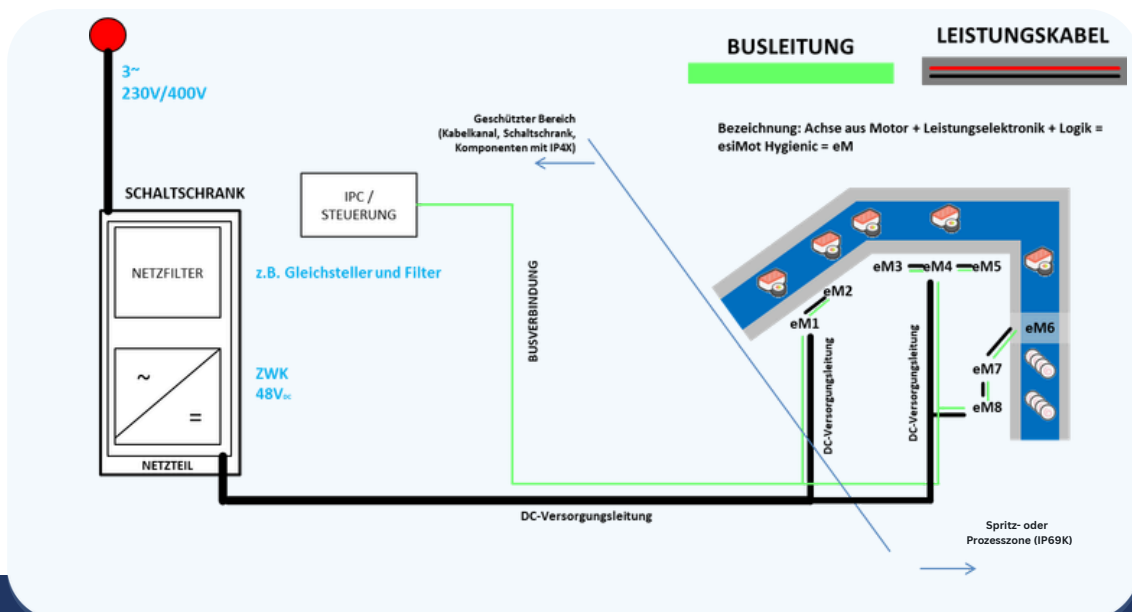 BUSLEITUNG
LEISTUNGSKABEL
3~
230V/400V
Geschützter Bereich
(Kabelkanal, Schaltschrank,
Komponenten mit IP4X)
Bezeichnung: Achse aus Motor + Leistungselektronik + Logik =
esiMot Hygienic = eM
SCHALTSCHRANK
IPC /
STEUERUNG
NETZFILTER
z.B. Gleichsteller und Filter
BUSVERBINDUNG
eM3
eM4
eM5
eM2
eM1
eM6
eM7
eM8
DC-Versorgungsleitung
DC-Versorgungsleitung
ZWK
48VDC
~
=
NETZTEIL
DC-Versorgungsleitung
Spritz- oder
Prozesszone (IP69K)